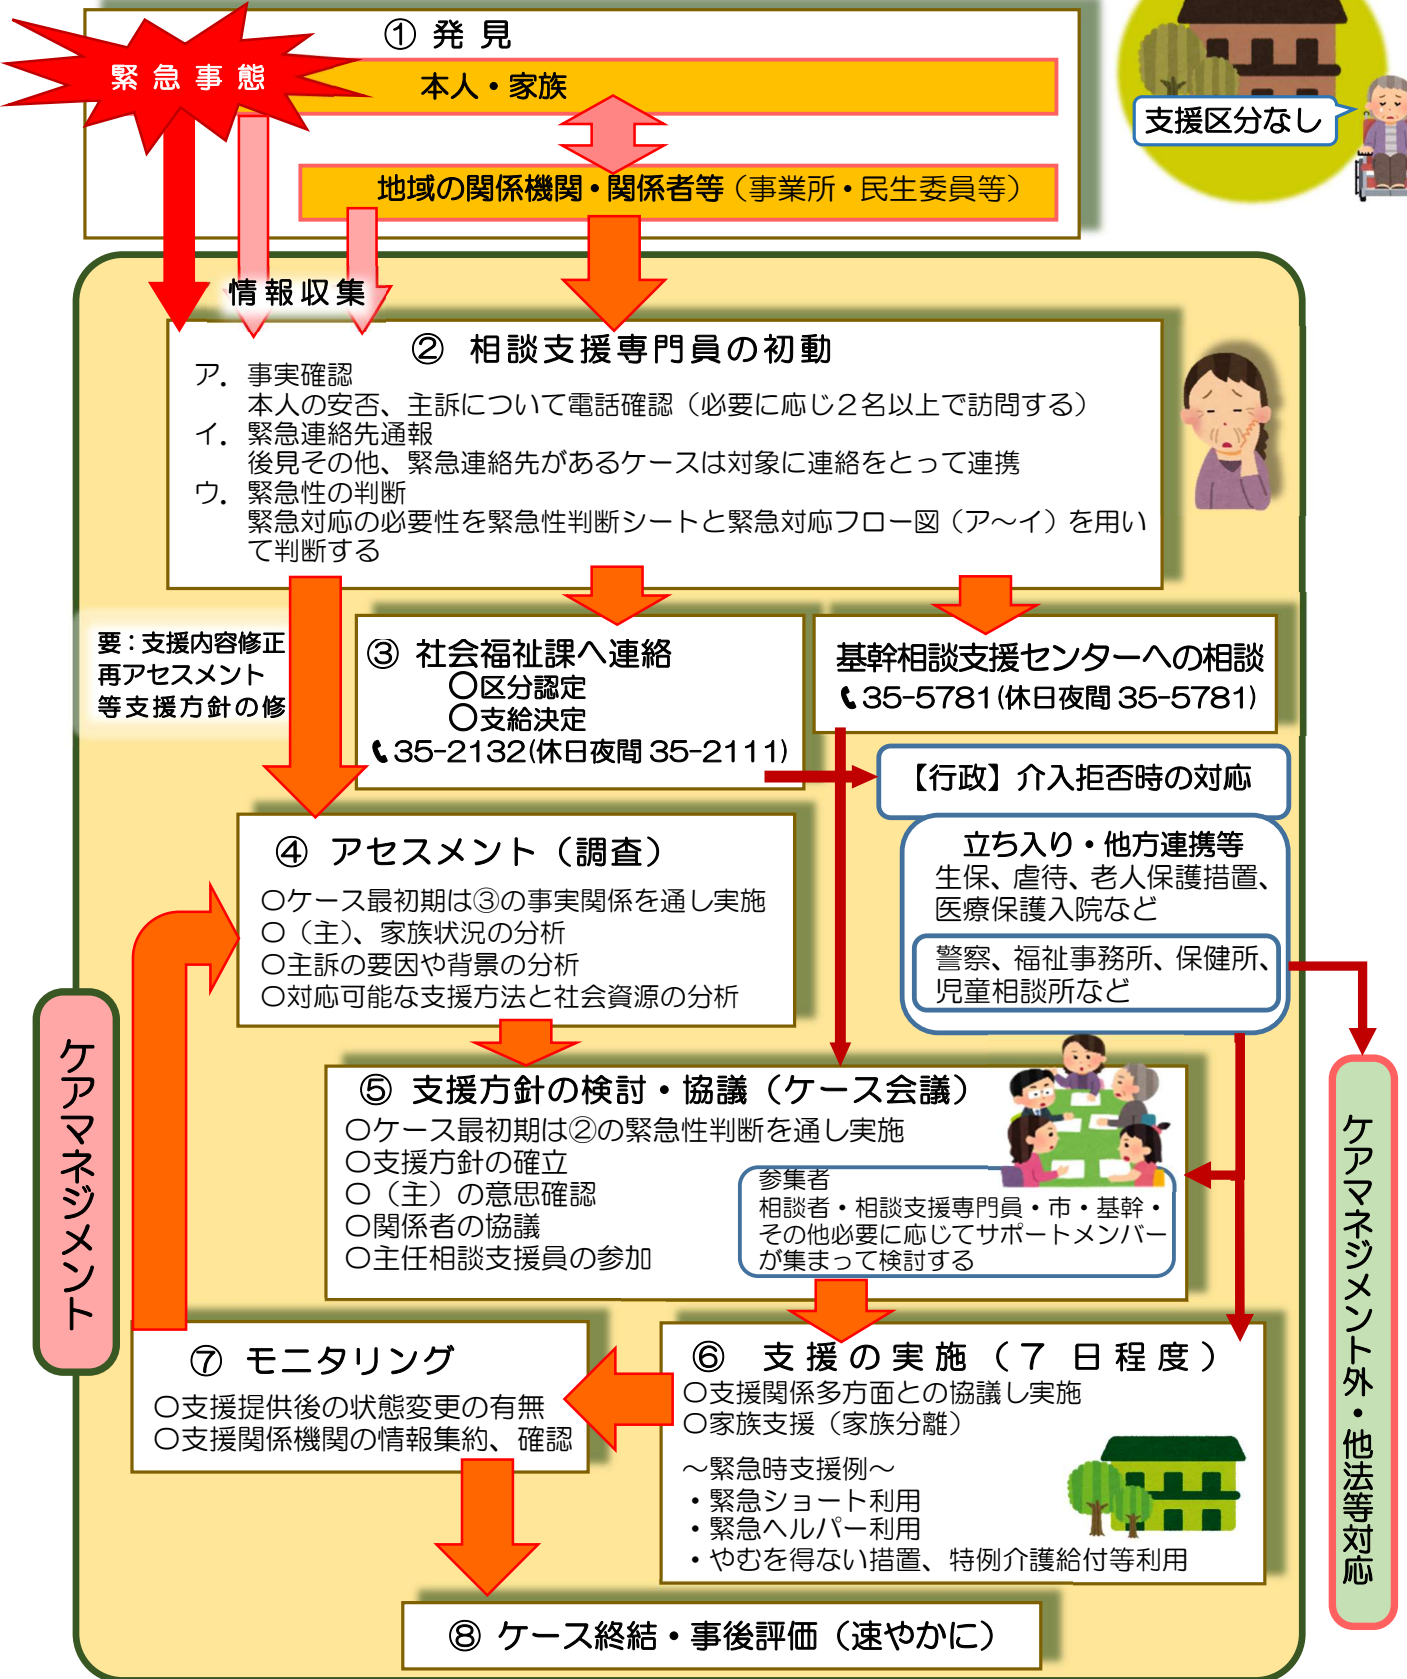 ① 発 見
緊 急 事 態
本人・家族
支援区分なし
地域の関係機関・関係者等（事業所・民生委員等）
情報収集
② 相談支援専門員の初動
ア．事実確認
本人の安否、主訴について電話確認（必要に応じ２名以上で訪問する）
イ．緊急連絡先通報
後見その他、緊急連絡先があるケースは対象に連絡をとって連携
ウ．緊急性の判断
緊急対応の必要性を緊急性判断シートと緊急対応フロー図（ア～イ）を用い
て判断する
要：支援内容修正
再アセスメント
等支援方針の修
③ 社会福祉課へ連絡
〇区分認定
〇支給決定
35-2132(休日夜間 35-2111)
基幹相談支援センターへの相談
35-5781(休日夜間 35-5781)
【行政】介入拒否時の対応
立ち入り・他方連携等
生保、虐待、老人保護措置、
医療保護入院など
警察、福祉事務所、保健所、
児童相談所など
④ アセスメント（調査）
〇ケース最初期は③の事実関係を通し実施
〇（主）、家族状況の分析
〇主訴の要因や背景の分析
〇対応可能な支援方法と社会資源の分析
ケアマネジメント
ケアマネジメント外・他法等対応
⑤ 支援方針の検討・協議（ケース会議）
〇ケース最初期は②の緊急性判断を通し実施
〇支援方針の確立
〇（主）の意思確認
〇関係者の協議
〇主任相談支援員の参加
参集者
相談者・相談支援専門員・市・基幹・
その他必要に応じてサポートメンバー
が集まって検討する
⑥ 支援の実施（７日程度）
〇支援関係多方面との協議し実施
〇家族支援（家族分離）
～緊急時支援例～
・緊急ショート利用
・緊急ヘルパー利用
・やむを得ない措置、特例介護給付等利用
⑦ モニタリング
〇支援提供後の状態変更の有無
〇支援関係機関の情報集約、確認
⑧ ケース終結・事後評価（速やかに）